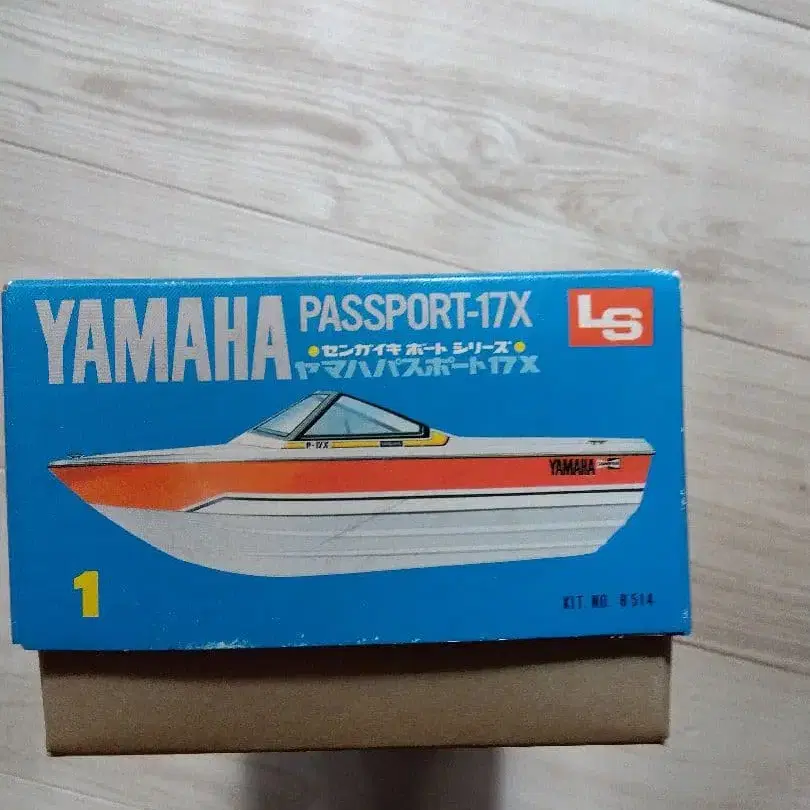 YAMAHA PASSPORT-17X
LS
•センガイキ ボート シリーズ•
ヤマハパスポート17X
P-17X
YAMAHA
1
KIT. NO. B514